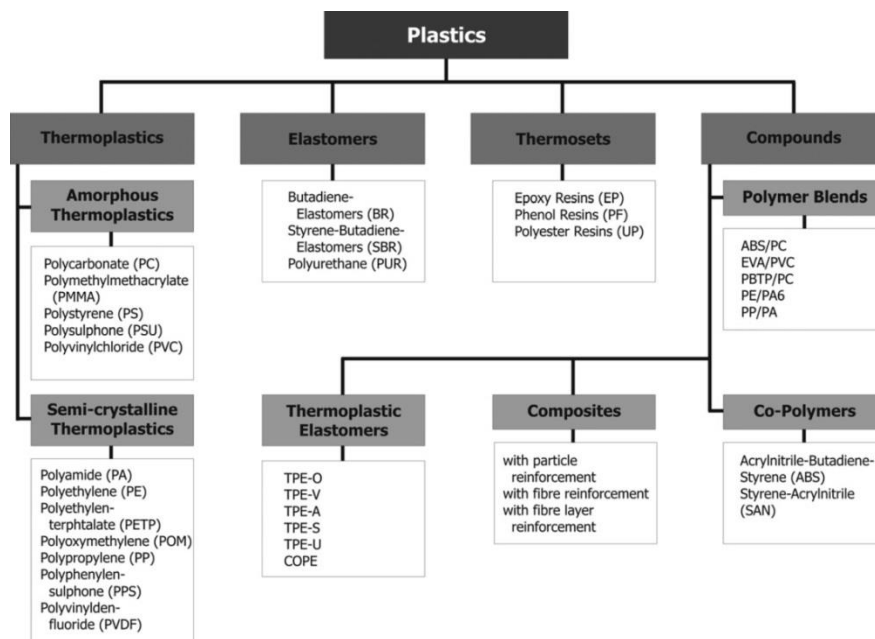 Plastics
Thermoplastics
Elastomers
Thermosets
Compounds
Amorphous
Thermoplastics
Polycarbonate (PC)
Polymethylmethacrylate
(PMMA)
Polystyrene (PS)
Polysulphone (PSU)
Polyvinylchloride (PVC)
Butadiene-
Elastomers (BR)
Styrene-Butadiene-
Elastomers (SBR)
Polyurethane (PUR)
Epoxy Resins (EP)
Phenol Resins (PF)
Polyester Resins (UP)
Polymer Blends
ABS/PC
EVA/PVC
PBTP/PC
PE/PA6
PP/PA
Semi-crystalline
Thermoplastics
Polyamide (PA)
Polyethylene (PE)
Polyethylen-
terphtalate (PETP)
Polyoxymethylene (POM)
Polypropylene (PP)
Polyphenylen-
sulphone (PPS)
Polyvinylden-
fluoride (PVDF)
Thermoplastic
Elastomers
TPE-O
TPE-V
TPE-A
TPE-S
TPE-U
COPE
Composites
with particle
reinforcement
with fibre reinforcement
with fibre layer
reinforcement
Co-Polymers
Acrylnitrile-Butadiene-
Styrene (ABS)
Styrene-Acrylnitrile
(SAN)